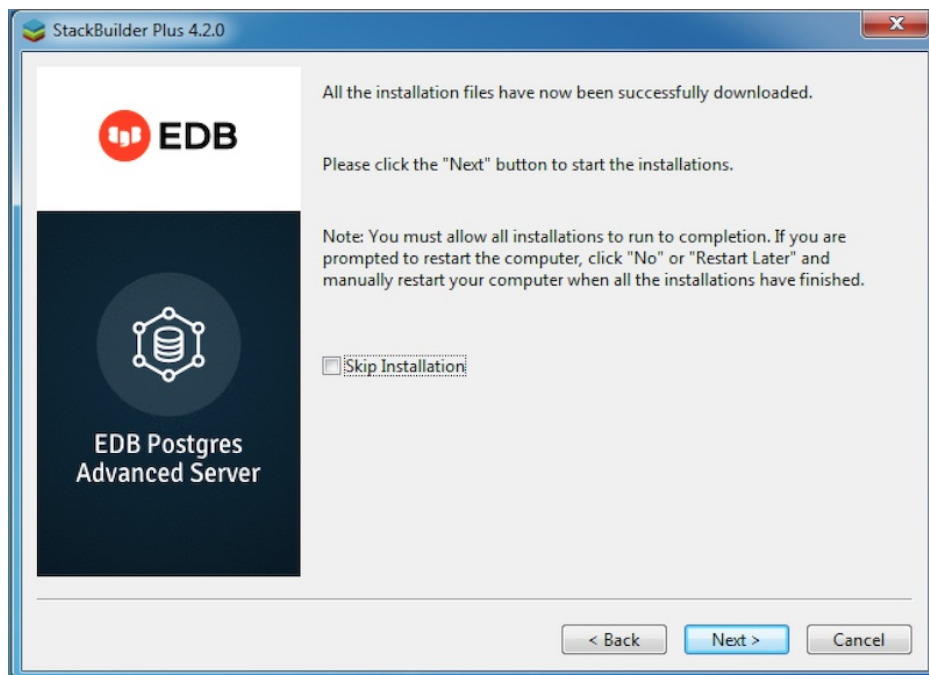 StackBuilder Plus 4.2.0
EDB
EDB Postgres
Advanced Server
All the installation files have now been successfully downloaded.
Please click the "Next" button to start the installations.
Note: You must allow all installations to run to completion. If you are
prompted to restart the computer, click "No" or "Restart Later" and
manually restart your computer when all the installations have finished.
Skip Installation
< Back Next > Cancel